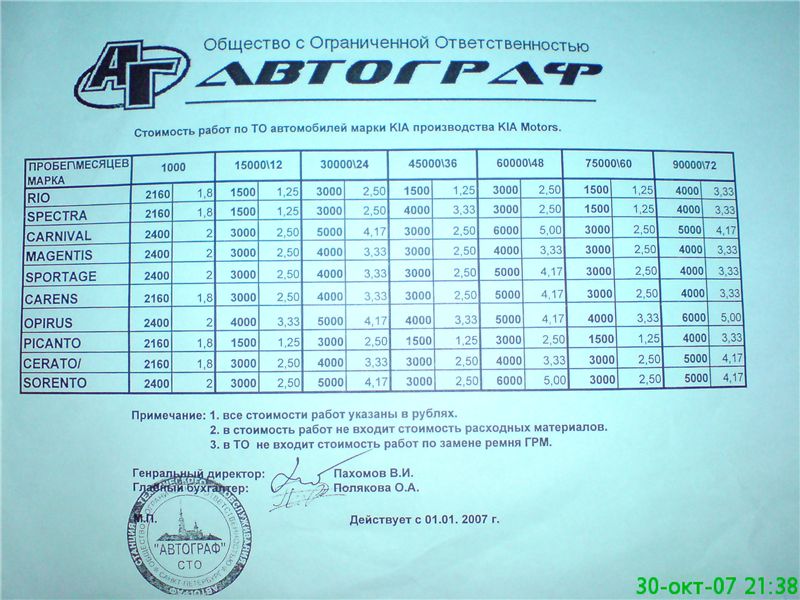 АГ
Общество с Ограниченной Ответственностью
АВТОГРАФ
Стоимость работ по ТО автомобилей марки KIA производства KIA Motors.
ПРОБЕГ\МЕСЯЦЕВ 1000 15000\12 30000\24 45000\36 60000\48 75000\60 90000\72
МАРКА
RIO 2160 1,8 1500 1,25 3000 2,50 1500 1,25 3000 2,50 1500 1,25 4000 3,33
SPECTRA 2160 1,8 1500 1,25 3000 2,50 4000 3,33 3000 2,50 1500 1,25 4000 3,33
CARNIVAL 2400 2 3000 2,50 5000 4,17 3000 2,50 6000 5,00 3000 2,50 5000 4,17
MAGENTIS 2400 2 3000 2,50 4000 3,33 3000 2,50 4000 3,33 3000 2,50 4000 3,33
SPORTAGE 2400 2 3000 2,50 4000 3,33 3000 2,50 5000 4,17 3000 2,50 4000 3,33
CARENS 2160 1,8 3000 2,50 4000 3,33 3000 2,50 5000 4,17 3000 2,50 4000 3,33
OPIRUS 2400 2 4000 3,33 5000 4,17 4000 3,33 5000 4,17 4000 3,33 6000 5,00
PICANTO 2160 1,8 1500 1,25 3000 2,50 1500 1,25 3000 2,50 1500 1,25 4000 3,33
CERATO/ 2160 1,8 3000 2,50 4000 3,33 3000 2,50 4000 3,33 3000 2,50 5000 4,17
SORENTO 2400 2 3000 2,50 5000 4,17 3000 2,50 6000 5,00 3000 2,50 5000 4,17
Примечание: 1. все стоимости работ указаны в рублях.
2. в стоимость работ не входит стоимость расходных материалов.
3. в ТО не входит стоимость работ по замене ремня ГРМ.
Генральный директор: Пахомов В.И.
Главный бухгалтер: Полякова О.А.
М.П. Действует с 01.01. 2007 г.
СТАНЦИЯ ТЕХНИЧЕСКОГО ОБСЛУЖИВАНИЯ
"АВТОГРАФ"
СТО
САНКТ-ПЕТЕРБУРГ
30-окт-07 21:38